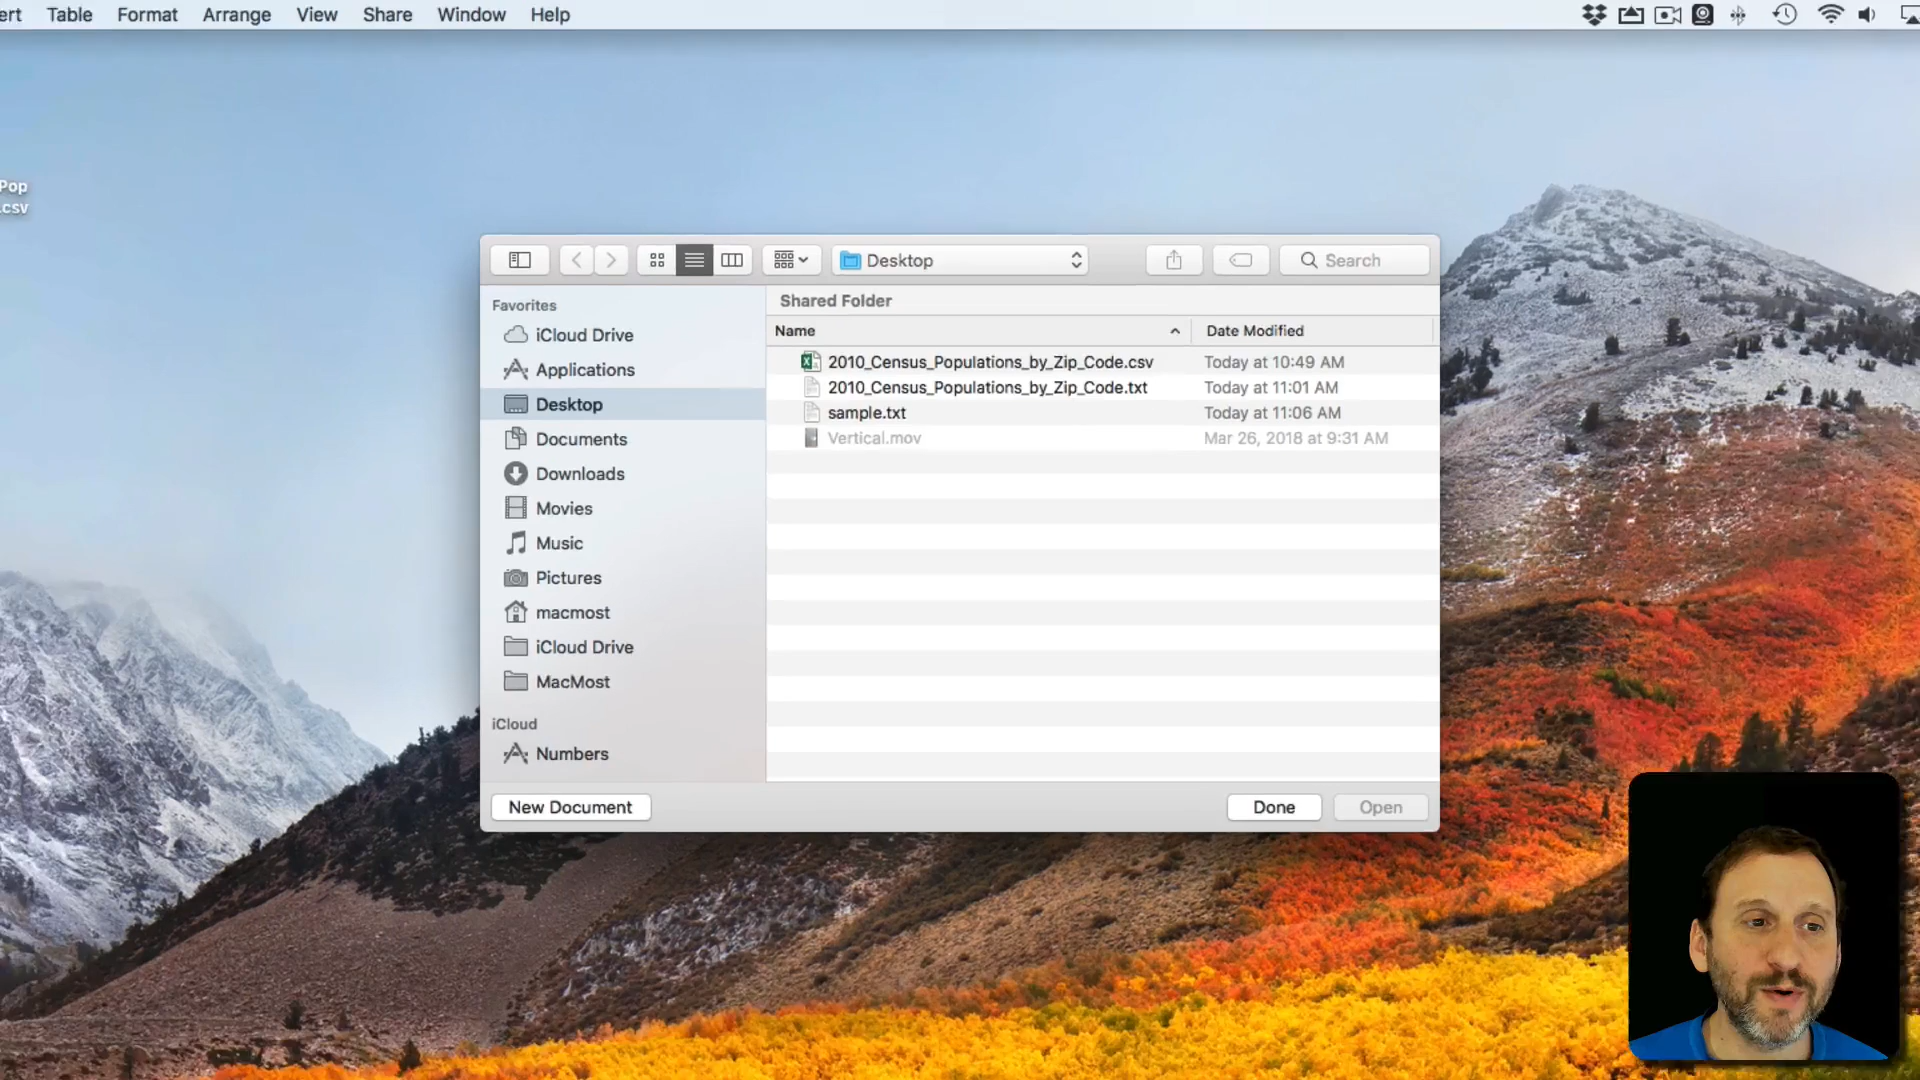 ert Table Format Arrange View Share Window Help
Pop
.csv
Desktop
Search
Favorites
iCloud Drive
Applications
Desktop
Documents
Downloads
Movies
Music
Pictures
macmost
iCloud Drive
MacMost
iCloud
Numbers
Shared Folder
Name Date Modified
2010_Census_Populations_by_Zip_Code.csv Today at 10:49 AM
2010_Census_Populations_by_Zip_Code.txt Today at 11:01 AM
sample.txt Today at 11:06 AM
Vertical.mov Mar 26, 2018 at 9:31 AM
New Document Done Open